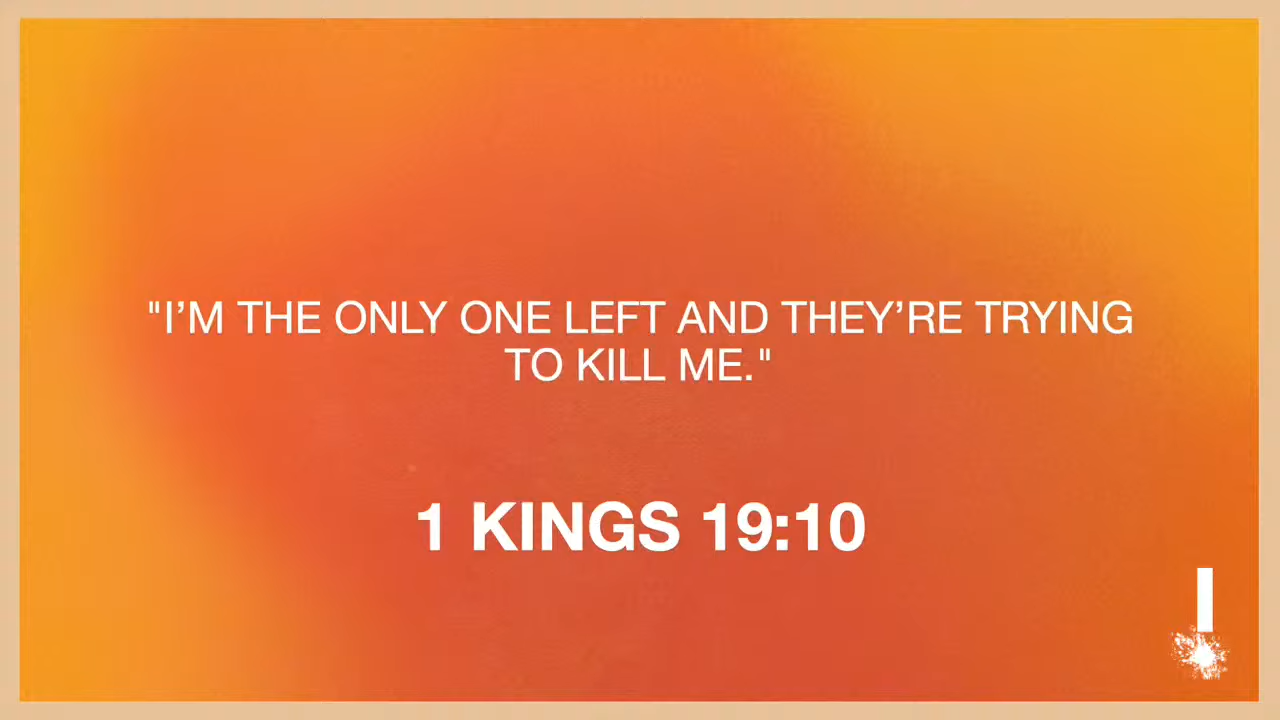 "I’M THE ONLY ONE LEFT AND THEY’RE TRYING
TO KILL ME."
1 KINGS 19:10